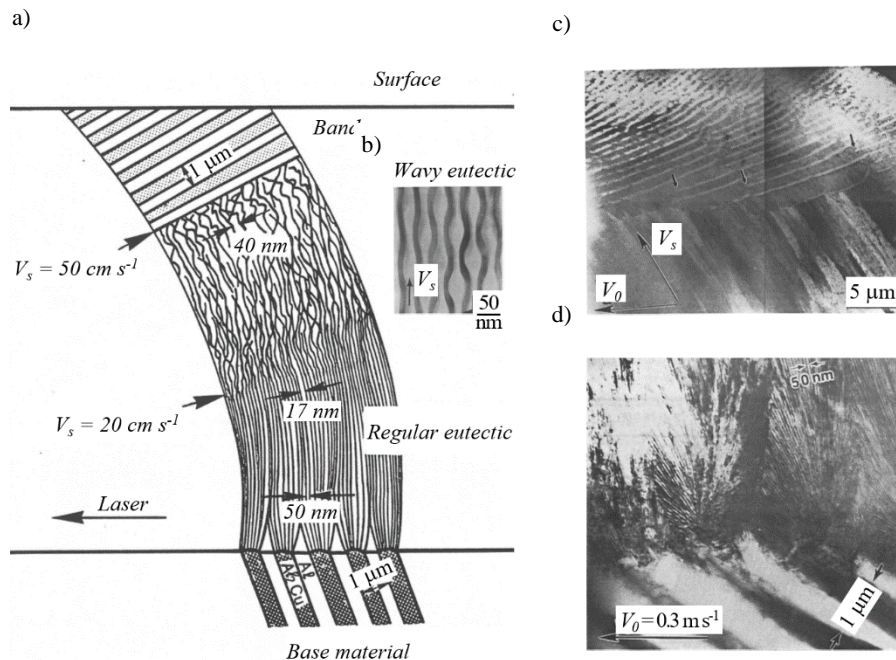 a)
Surface
Band
1 μm
40 nm
V_s = 50 cm s⁻¹
17 nm
V_s = 20 cm s⁻¹
Regular eutectic
Laser
50 nm
Al
Al₂Cu
1 μm
Base material
b)
Wavy eutectic
V_s
50
nm
c)
V_s
V_0
5 μm
d)
50 nm
1 μm
V_0 = 0.3 m s⁻¹